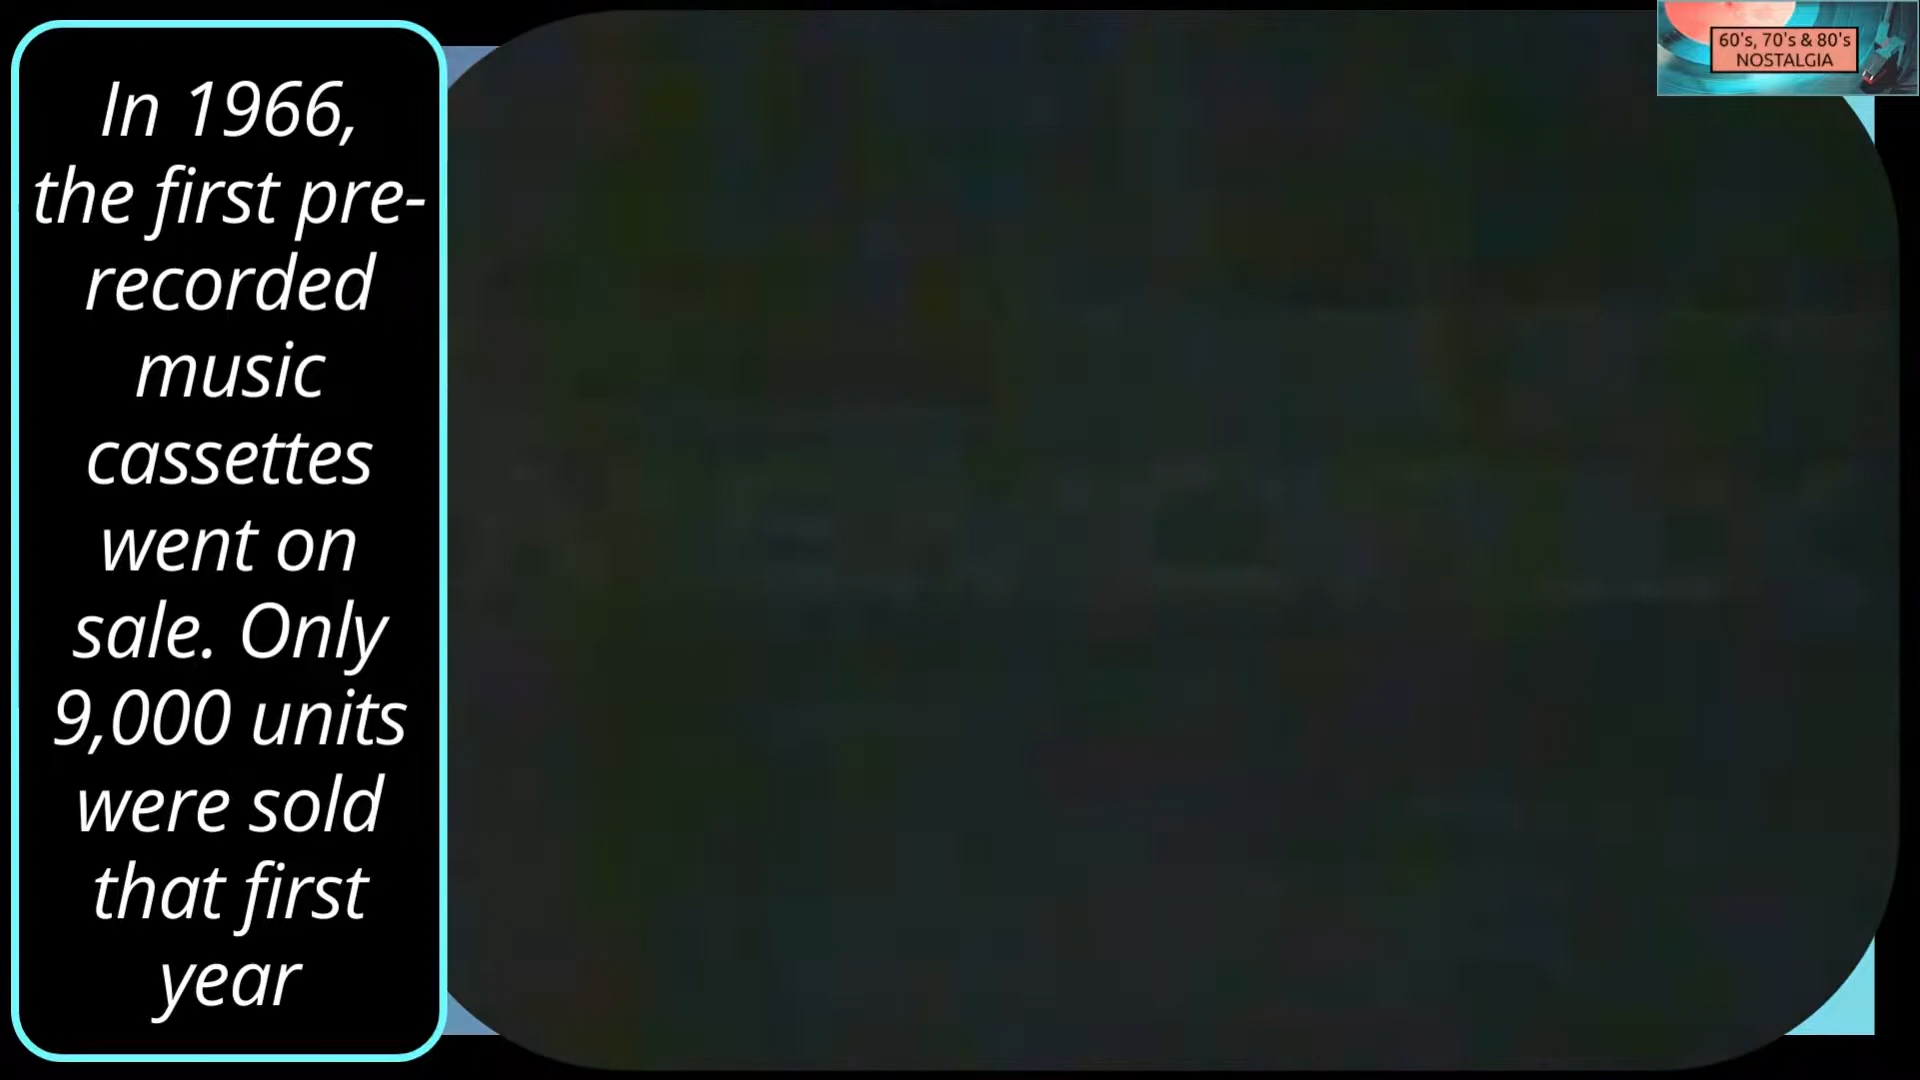 In 1966,
the first pre-
recorded
music
cassettes
went on
sale. Only
9,000 units
were sold
that first
year
60's, 70's & 80's
NOSTALGIA